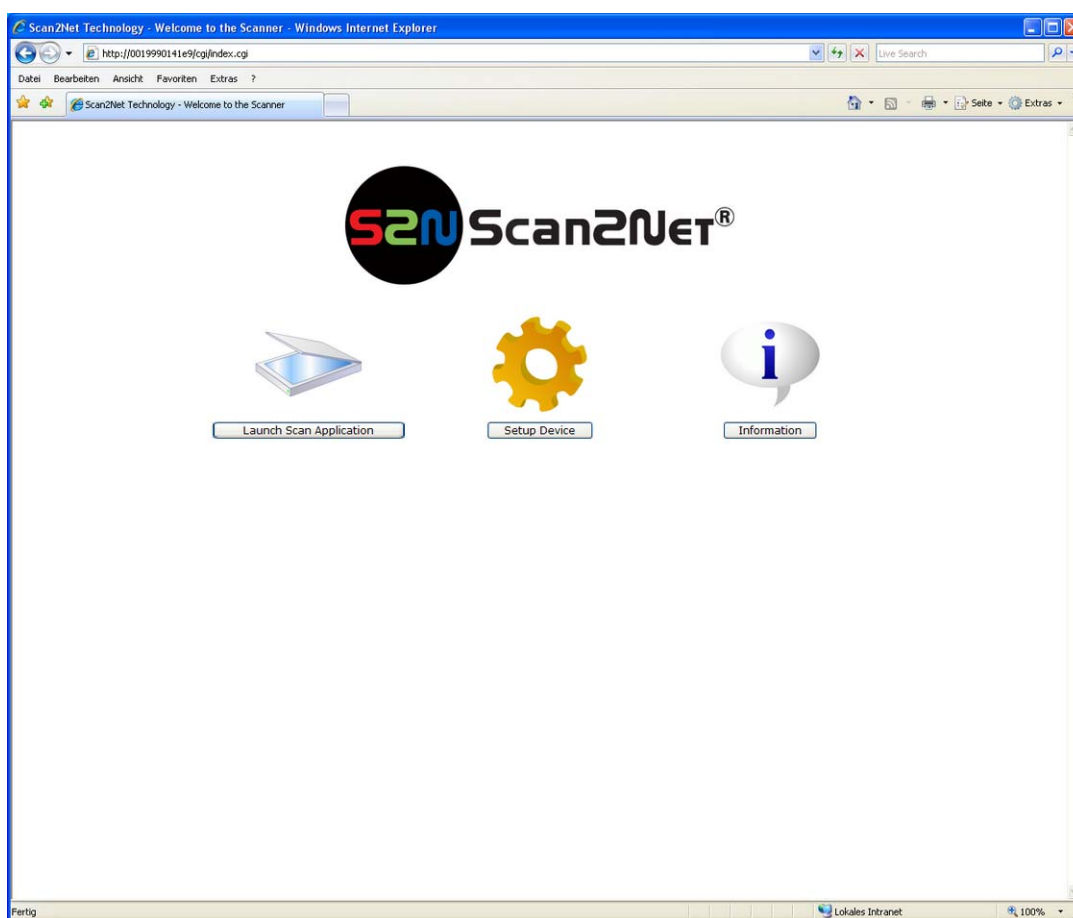 Scan2Net Technology - Welcome to the Scanner - Windows Internet Explorer
http://0019990141e9/cgi/index.cgi
Live Search
Datei Bearbeiten Ansicht Favoriten Extras ?
Scan2Net Technology - Welcome to the Scanner
Seite Extras
S2N Scan2Net®
i
Launch Scan Application
Setup Device
Information
Fertig
Lokales Intranet
100%